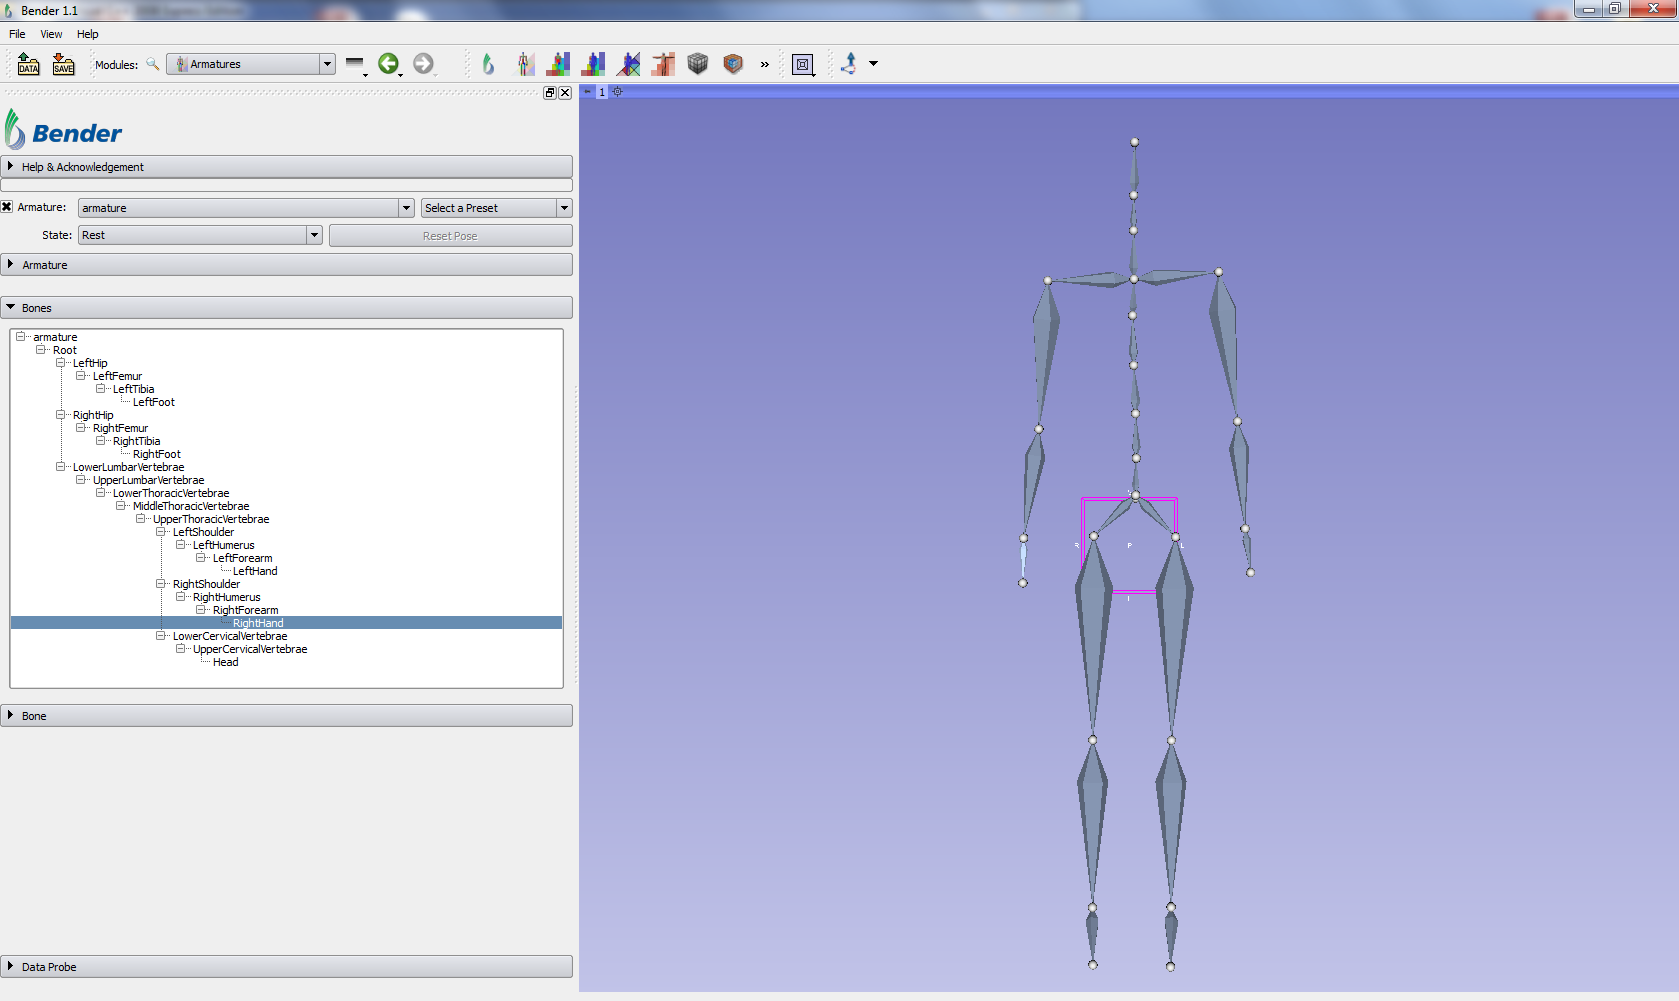 Bender 1.1
File View Help
DATA SAVE Modules: Armatures »
1
Bender
Help & Acknowledgement
Armature: armature Select a Preset
State: Rest Reset Pose
Armature
Bones
armature
Root
LeftHip
LeftFemur
LeftTibia
LeftFoot
RightHip
RightFemur
RightTibia
RightFoot
LowerLumbarVertebrae
UpperLumbarVertebrae
LowerThoracicVertebrae
MiddleThoracicVertebrae
UpperThoracicVertebrae
LeftShoulder
LeftHumerus
LeftForearm
LeftHand
RightShoulder
RightHumerus
RightForearm
RightHand
LowerCervicalVertebrae
UpperCervicalVertebrae
Head
Bone
Data Probe
R P L
I